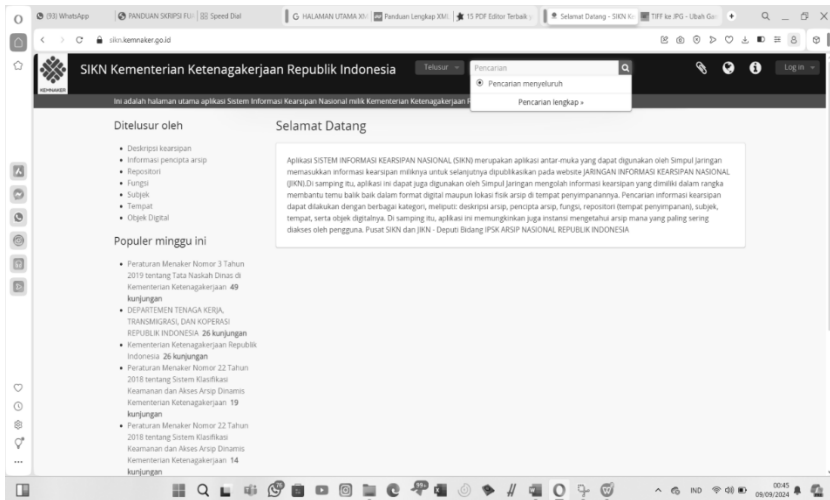 (93) WhatsApp
PANDUAN SKRIPSI FU
Speed Dial
HALAMAN UTAMA
Panduan Lengkap
15 PDF Editor Terbaik
Selamat Datang - SIKN Ke
TIFF ke JPG - Ubah Ga
sikn.kemnaker.go.id
KEMNAKER
SIKN Kementerian Ketenagakerjaan Republik Indonesia
Telusur
Pencarian
Log in
Pencarian menyeluruh
Pencarian lengkap »
Ini adalah halaman utama aplikasi Sistem Informasi Kearsipan Nasional milik Kementerian Ketenagakerjaan
Ditelusur oleh
Deskripsi kearsipan
Informasi pencipta arsip
Repositori
Fungsi
Subjek
Tempat
Objek Digital
Populer minggu ini
Peraturan Menaker Nomor 3 Tahun
2019 tentang Tata Naskah Dinas di
Kementerian Ketenagakerjaan 49
kunjungan
DEPARTEMEN TENAGA KERJA,
TRANSMIGRASI, DAN KOPERASI
REPUBLIK INDONESIA 26 kunjungan
Kementerian Ketenagakerjaan Republik
Indonesia 26 kunjungan
Peraturan Menaker Nomor 22 Tahun
2018 tentang Sistem Klasifikasi
Keamanan dan Akses Arsip Dinamis
Kementerian Ketenagakerjaan 19
kunjungan
Peraturan Menaker Nomor 22 Tahun
2018 tentang Sistem Klasifikasi
Keamanan dan Akses Arsip Dinamis
Kementerian Ketenagakerjaan 14
kunjungan
Selamat Datang
Aplikasi SISTEM INFORMASI KEARSIPAN NASIONAL (SIKN) merupakan aplikasi antar-muka yang dapat digunakan oleh Simpul Jaringan
memasukkan informasi kearsipan miliknya untuk selanjutnya dipublikasikan pada website JARINGAN INFORMASI KEARSIPAN NASIONAL
(JIKN).Di samping itu, aplikasi ini dapat juga digunakan oleh Simpul Jaringan mengolah informasi kearsipan yang dimiliki dalam rangka
membantu temu balik baik dalam format digital maupun lokasi fisik arsip di tempat penyimpanannya. Pencarian informasi kearsipan
dapat dilakukan dengan berbagai kategori, meliputi: deskripsi arsip, pencipta arsip, fungsi, repositori (tempat penyimpanan), subjek,
tempat, serta objek digitalnya. Di samping itu, aplikasi ini memungkinkan juga instansi mengetahui arsip mana yang paling sering
diakses oleh pengguna. Pusat SIKN dan JIKN - Deputi Bidang IPSK ARSIP NASIONAL REPUBLIK INDONESIA
99+
IND
00:45
09/09/2024